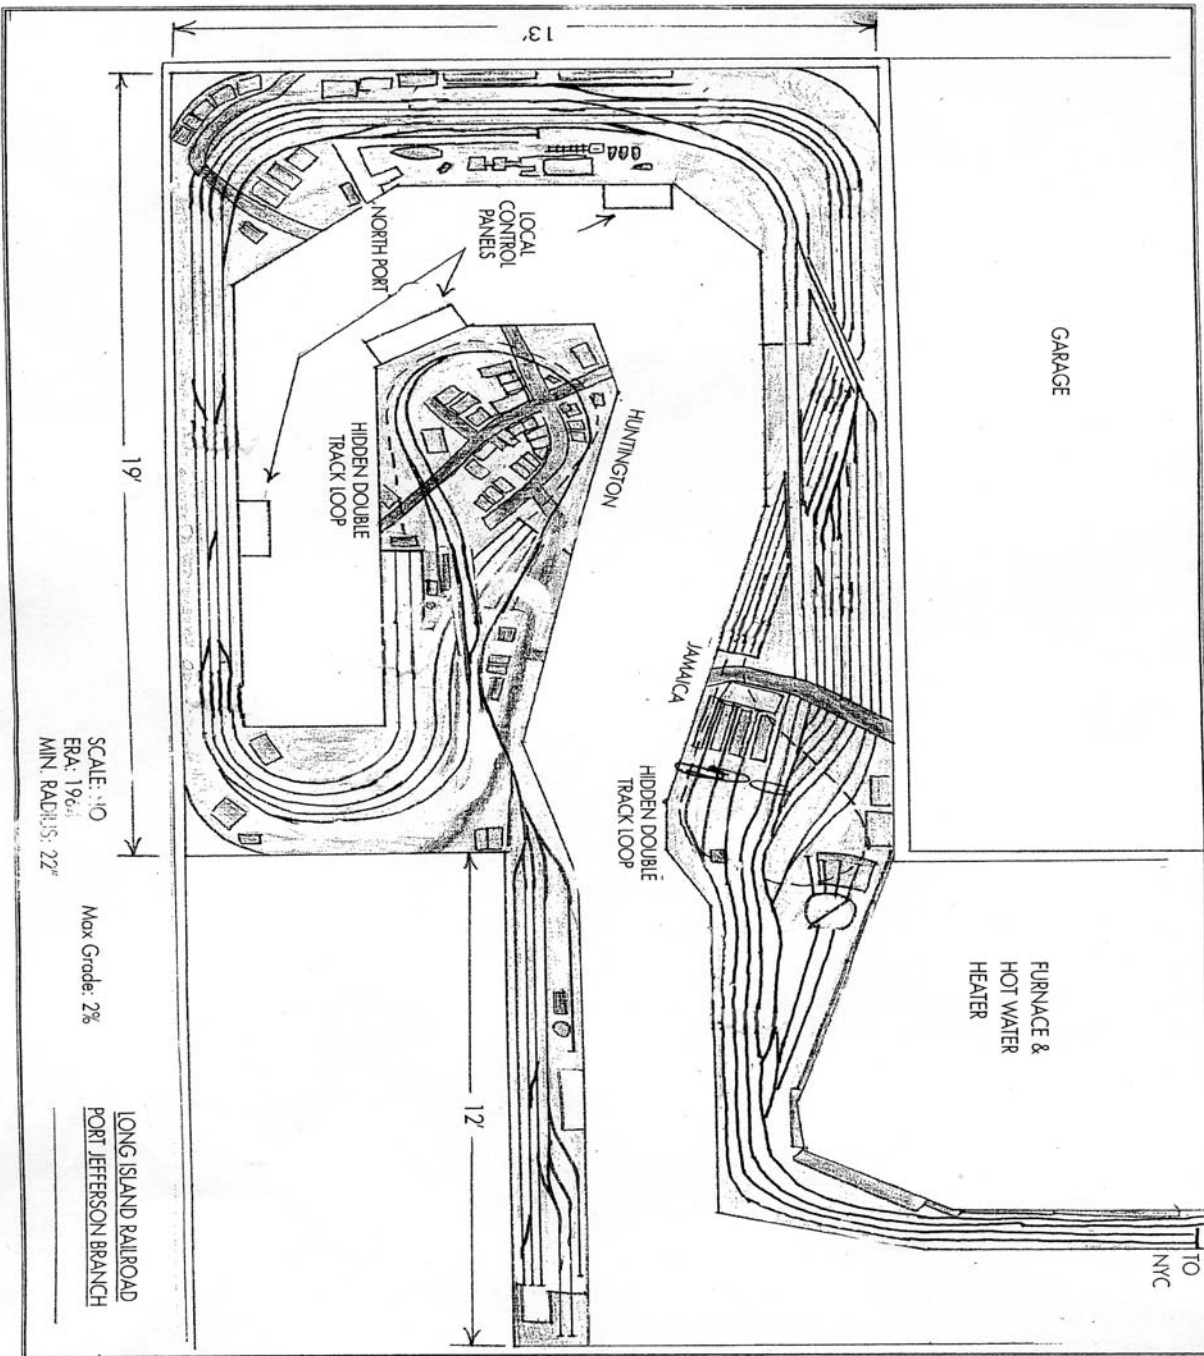 13'
GARAGE
LOCAL
CONTROL
PANELS
NORTH PORT
HUNTINGTON
HIDDEN DOUBLE
TRACK LOOP
19'
JAMAICA
HIDDEN DOUBLE
TRACK LOOP
FURNACE &
HOT WATER
HEATER
12'
TO
NYC
SCALE: HO
ERA:
MIN. RADIUS: 22"
Max Grade: 2%
LONG ISLAND RAILROAD
PORT JEFFERSON BRANCH